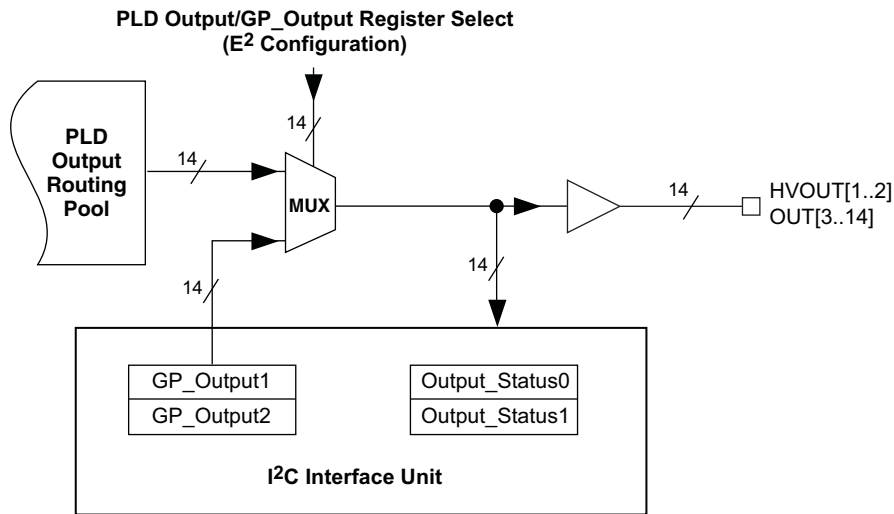 PLD Output/GP_Output Register Select
(E2 Configuration)
14
PLD
Output
Routing
Pool
14
MUX
14
HVOUT[1..2]
OUT[3..14]
14
14
GP_Output1
GP_Output2
Output_Status0
Output_Status1
I2C Interface Unit